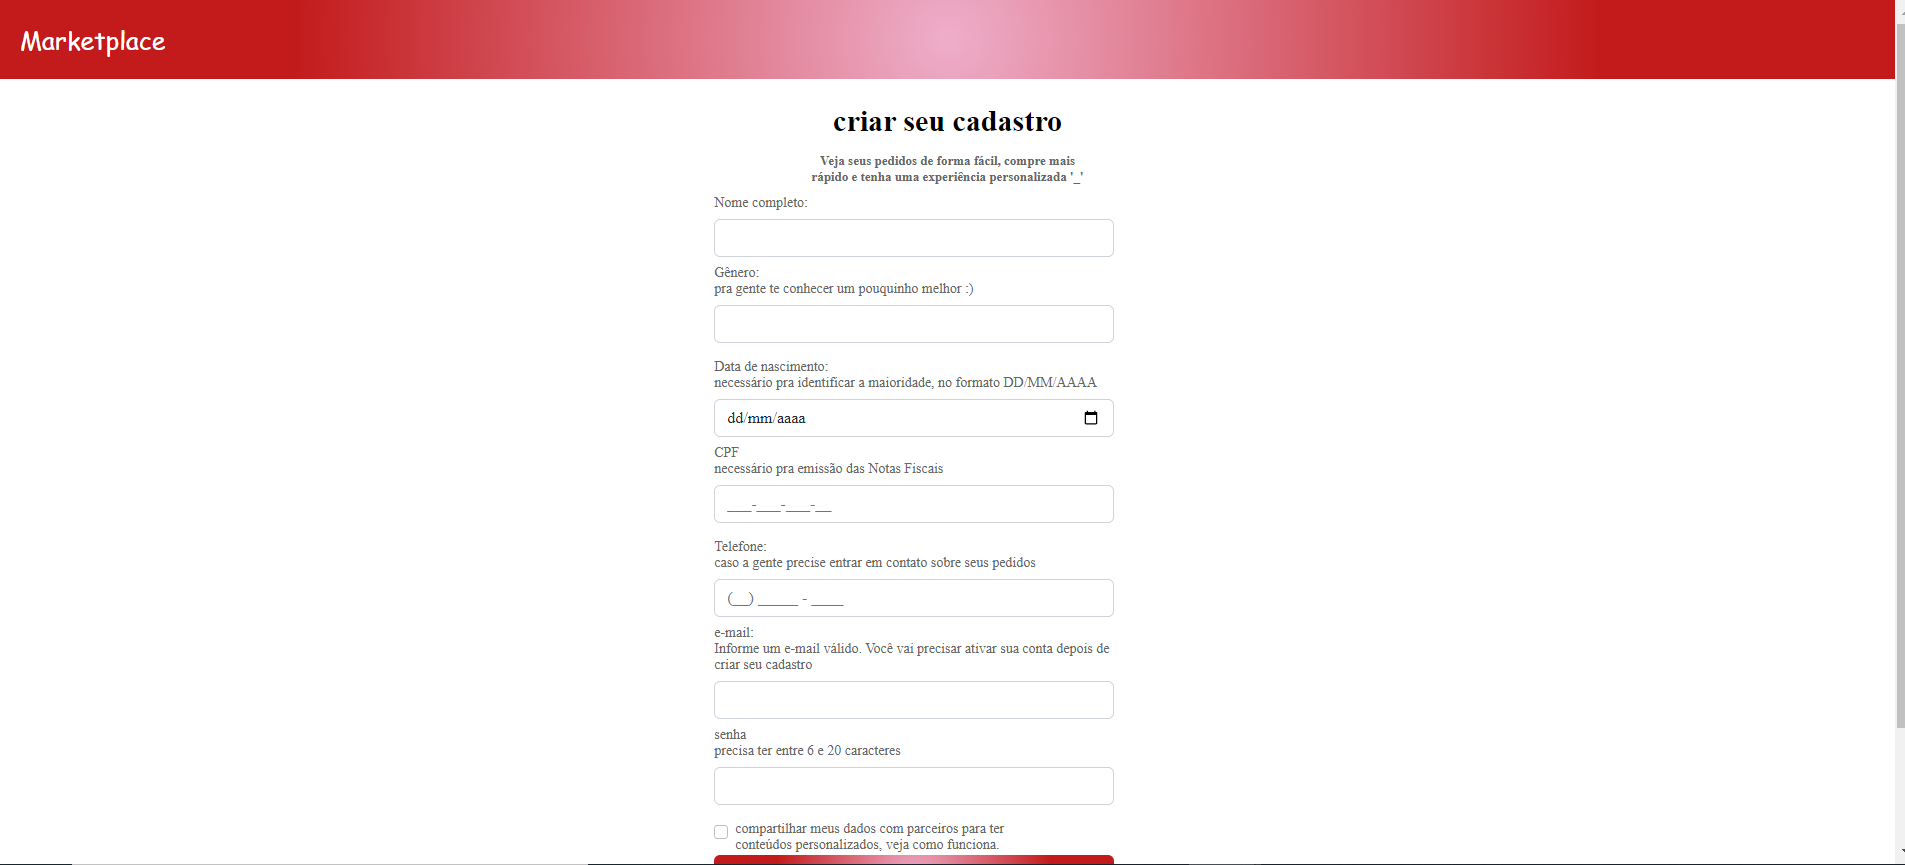 Marketplace
criar seu cadastro
Veja seus pedidos de forma fácil, compre mais
rápido e tenha uma experiência personalizada '_'
Nome completo:
Gênero:
pra gente te conhecer um pouquinho melhor :)
Data de nascimento:
necessário pra identificar a maioridade, no formato DD/MM/AAAA
dd/mm/aaaa
CPF
necessário pra emissão das Notas Fiscais
___-___-___-__
Telefone:
caso a gente precise entrar em contato sobre seus pedidos
(__) _____ - ____
e-mail:
Informe um e-mail válido. Você vai precisar ativar sua conta depois de
criar seu cadastro
senha
precisa ter entre 6 e 20 caracteres
compartilhar meus dados com parceiros para ter
conteúdos personalizados, veja como funciona.